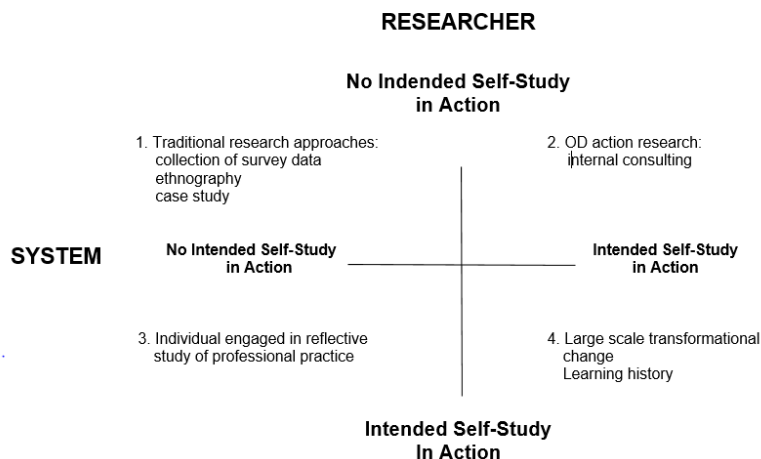 RESEARCHER
No Indended Self-Study
in Action
1. Traditional research approaches:
collection of survey data
ethnography
case study
2. OD action research:
internal consulting
SYSTEM
No Intended Self-Study
in Action
Intended Self-Study
in Action
3. Individual engaged in reflective
study of professional practice
4. Large scale transformational
change
Learning history
Intended Self-Study
In Action